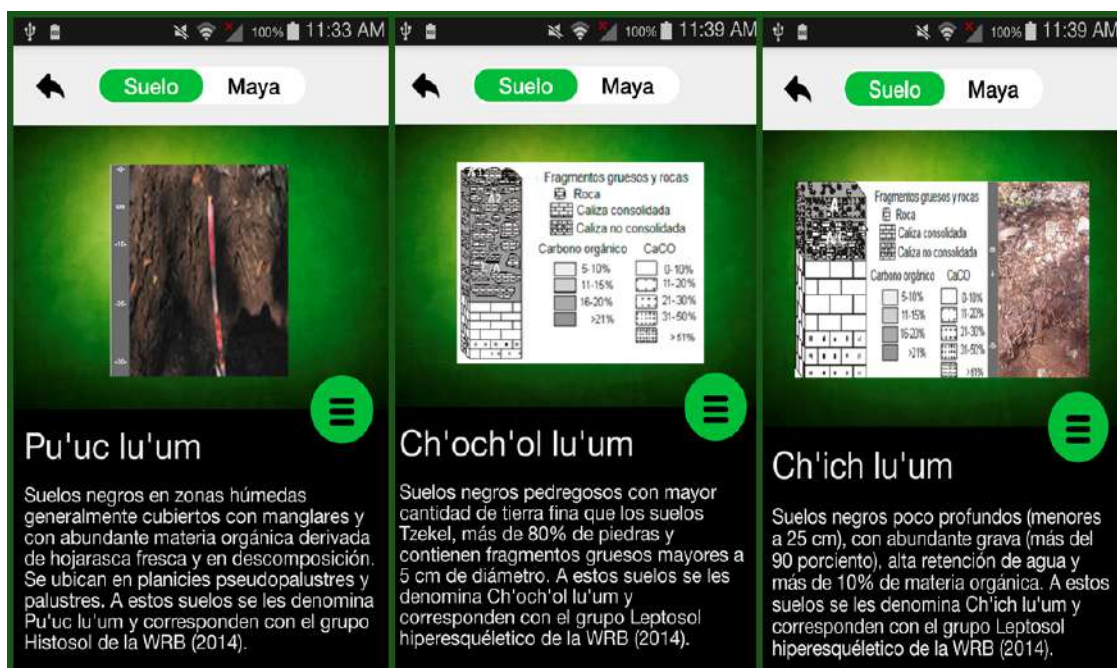 100% 11:33 AM
Suelo Maya
Pu'uc lu'um
Suelos negros en zonas húmedas
generalmente cubiertos con manglares y
con abundante materia orgánica derivada
de hojarasca fresca y en descomposición.
Se ubican en planicies pseudopalustres y
palustres. A estos suelos se les denomina
Pu'uc lu'um y corresponden con el grupo
Histosol de la WRB (2014).
100% 11:39 AM
Suelo Maya
Fragmentos gruesos y rocas
Roca
Caliza consolidada
Caliza no consolidada
Carbono orgánico CaCO
5-10% 0-10%
11-15% 11-20%
16-20% 21-30%
>21% 31-50%
>51%
Ch'och'ol lu'um
Suelos negros pedregosos con mayor
cantidad de tierra fina que los suelos
Tzekel, más de 80% de piedras y
contienen fragmentos gruesos mayores a
5 cm de diámetro. A estos suelos se les
denomina Ch'och'ol lu'um y
corresponden con el grupo Leptosol
hiperesquéletico de la WRB (2014).
100% 11:39 AM
Suelo Maya
Fragmentos gruesos y rocas
Roca
Caliza consolidada
Caliza no consolidada
Carbono orgánico CaCO
5-10% 0-10%
11-15% 11-20%
16-20% 21-30%
>21% 31-50%
>51%
Ch'ich lu'um
Suelos negros poco profundos (menores
a 25 cm), con abundante grava (más del
90 porciento), alta retención de agua y
más de 10% de materia orgánica. A estos
suelos se les denomina Ch'ich lu'um y
corresponden con el grupo Leptosol
hiperesquéletico de la WRB (2014).